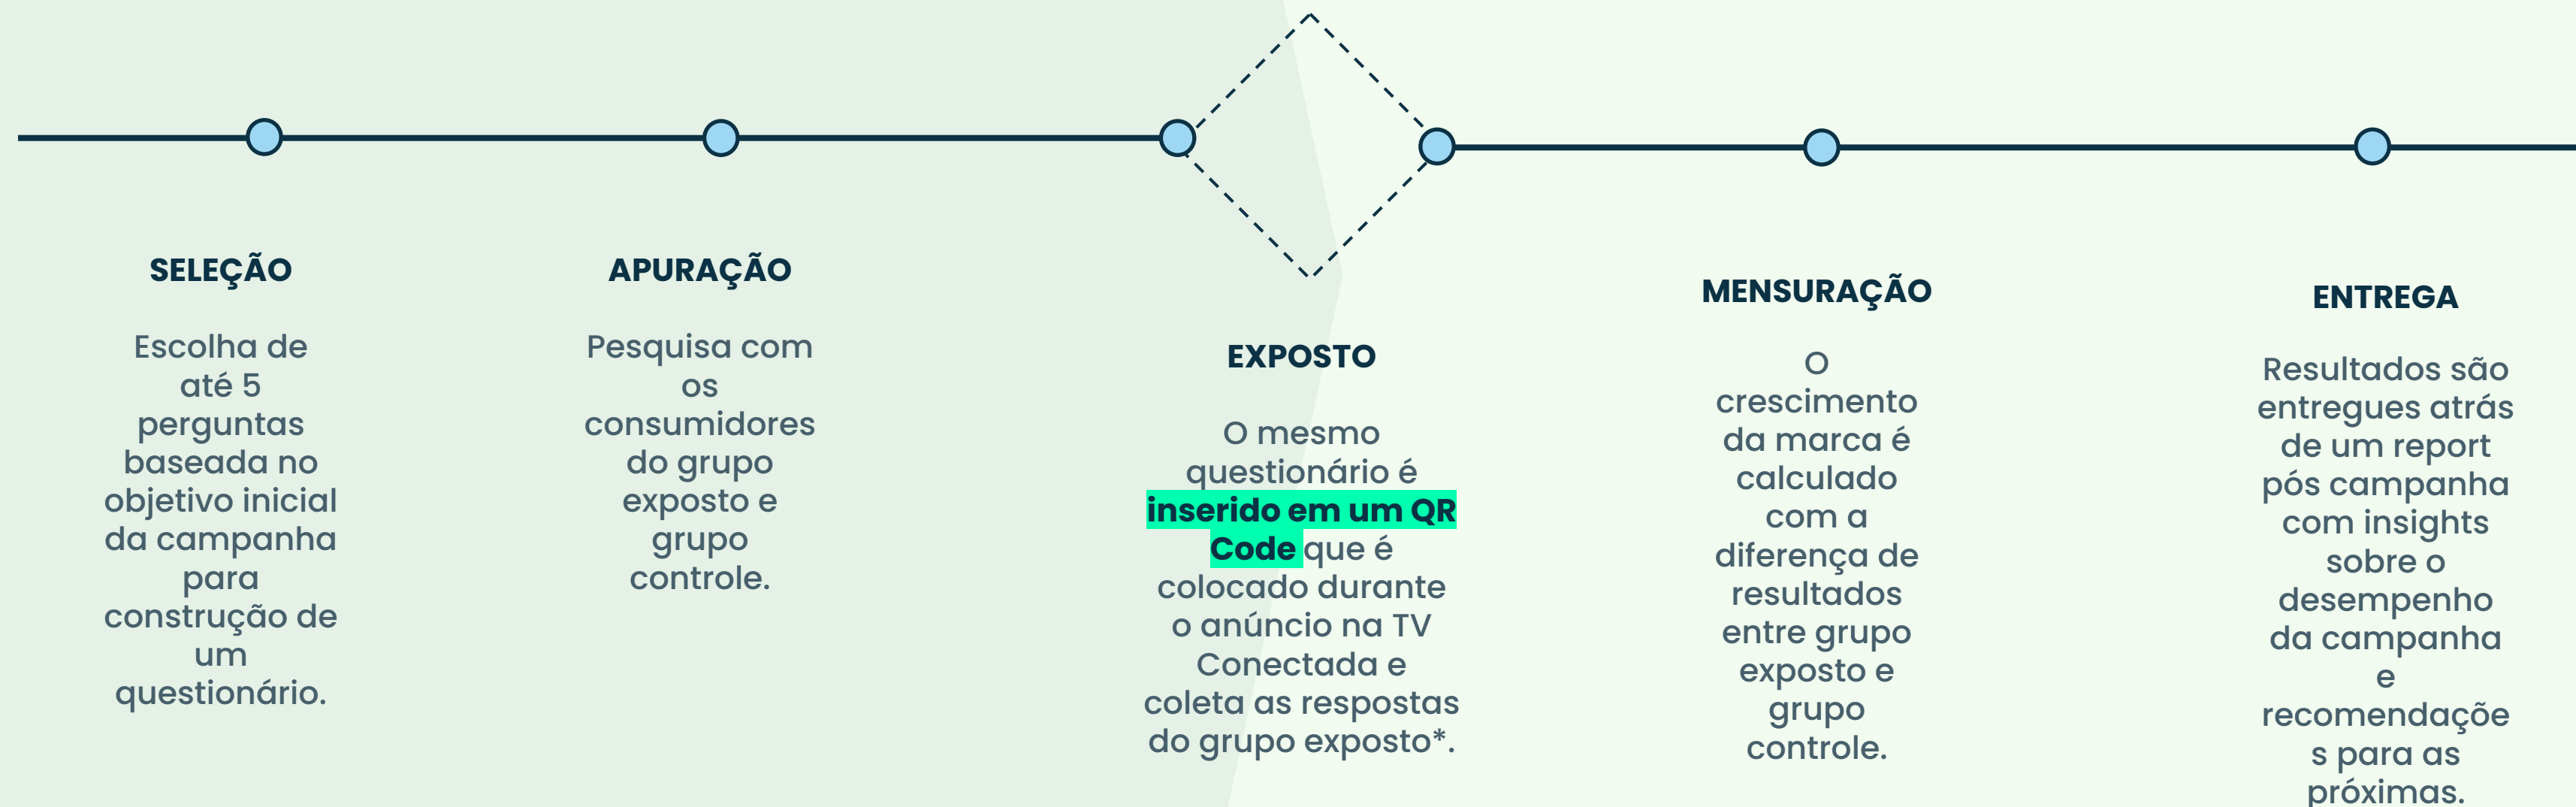 SELEÇÃO
Escolha de
até 5
perguntas
baseada no
objetivo inicial
da campanha
para
construção de
um
questionário.
APURAÇÃO
Pesquisa com
os
consumidores
do grupo
exposto e
grupo
controle.
EXPOSTO
O mesmo
questionário é
inserido em um QR
Code que é
colocado durante
o anúncio na TV
Conectada e
coleta as respostas
do grupo exposto*.
MENSURAÇÃO
O
crescimento
da marca é
calculado
com a
diferença de
resultados
entre grupo
exposto e
grupo
controle.
ENTREGA
Resultados são
entregues atrás
de um report
pós campanha
com insights
sobre o
desempenho
da campanha
e
recomendaçõe
s para as
próximas.